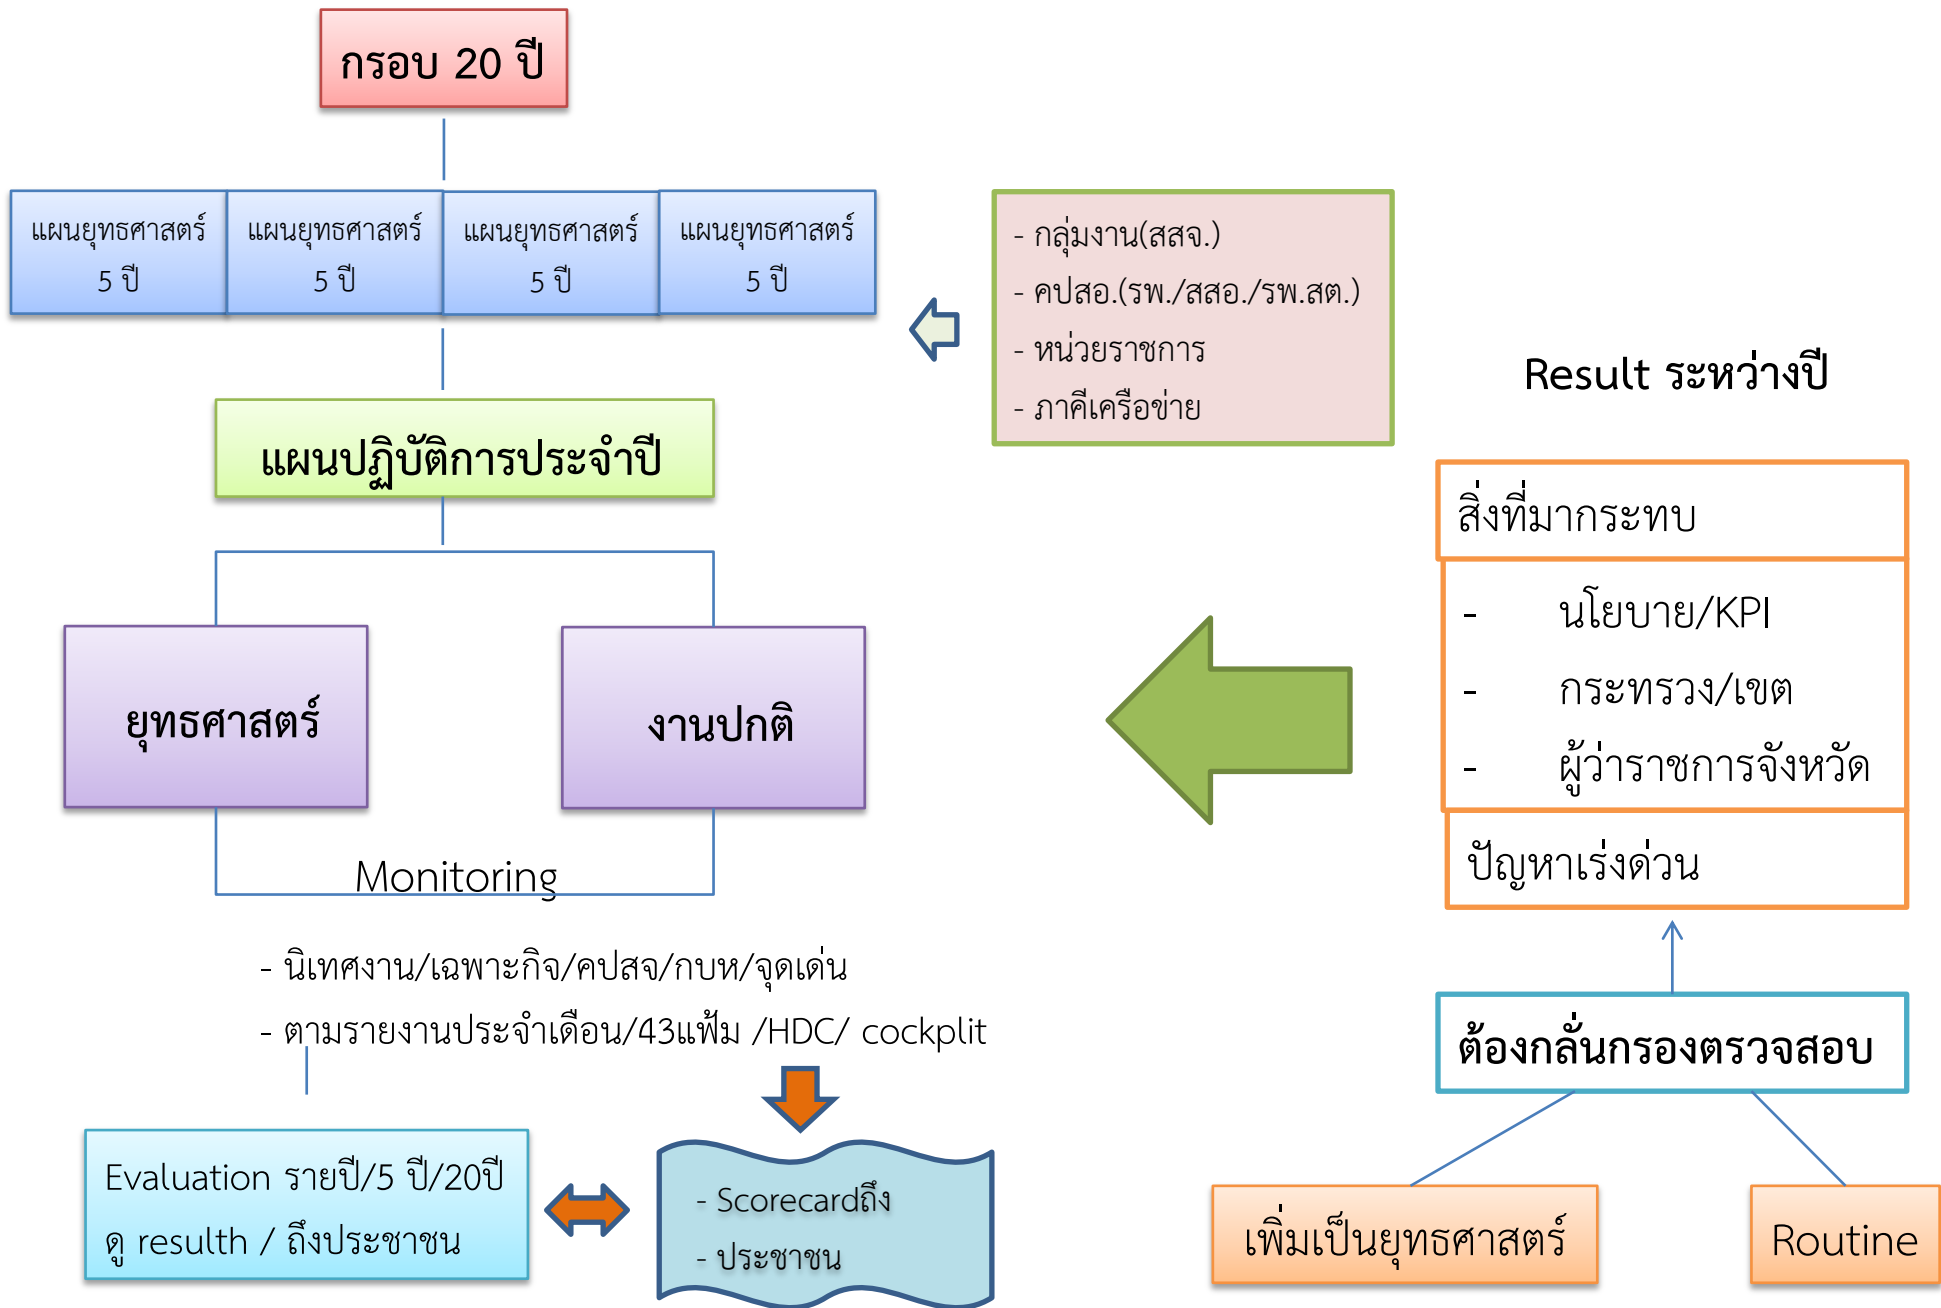 กรอบ 20 ปี
แผนยุทธศาสตร์
5 ปี
แผนยุทธศาสตร์
5 ปี
แผนยุทธศาสตร์
5 ปี
แผนยุทธศาสตร์
5 ปี
- กลุ่มงาน(สสจ.)
- คปสอ.(รพ./สสอ./รพ.สต.)
- หน่วยราชการ
- ภาคีเครือข่าย
แผนปฏิบัติการประจำปี
ยุทธศาสตร์
งานปกติ
Monitoring
- นิเทศงาน/เฉพาะกิจ/คปสจ/กบห/จุดเด่น
- ตามรายงานประจำเดือน/43แฟ้ม /HDC/ cockplit
Evaluation รายปี/5 ปี/20ปี
ดู resulth / ถึงประชาชน
- Scorecardถึง
- ประชาชน
Result ระหว่างปี
สิ่งที่มากระทบ
- นโยบาย/KPI
- กระทรวง/เขต
- ผู้ว่าราชการจังหวัด
ปัญหาเร่งด่วน
ต้องกลั่นกรองตรวจสอบ
เพิ่มเป็นยุทธศาสตร์
Routine